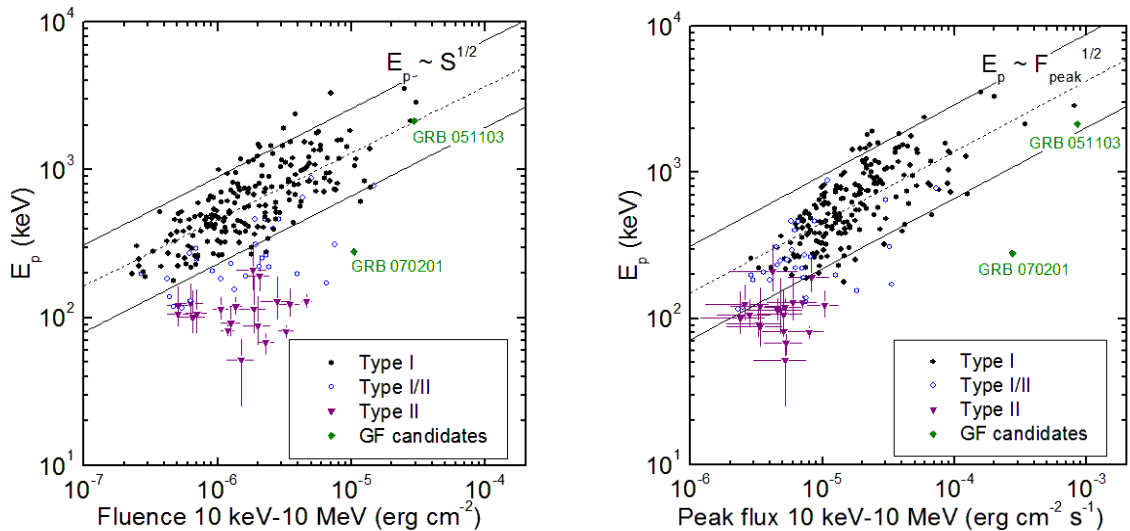 E_p ~ S^1/2
GRB 051103
GRB 070201
Type I
Type I/II
Type II
GF candidates
E_p (keV)
10^4
10^3
10^2
10^1
10^-7
10^-6
10^-5
10^-4
Fluence 10 keV-10 MeV (erg cm^-2)
E_p ~ F_peak^1/2
GRB 051103
GRB 070201
Type I
Type I/II
Type II
GF candidates
E_p (keV)
10^4
10^3
10^2
10^1
10^-6
10^-5
10^-4
10^-3
Peak flux 10 keV-10 MeV (erg cm^-2 s^-1)